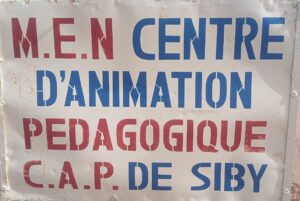 M.E.N CENTRE
D'ANIMATION
PEDAGOGIQUE
C.A.P. DE SIBY